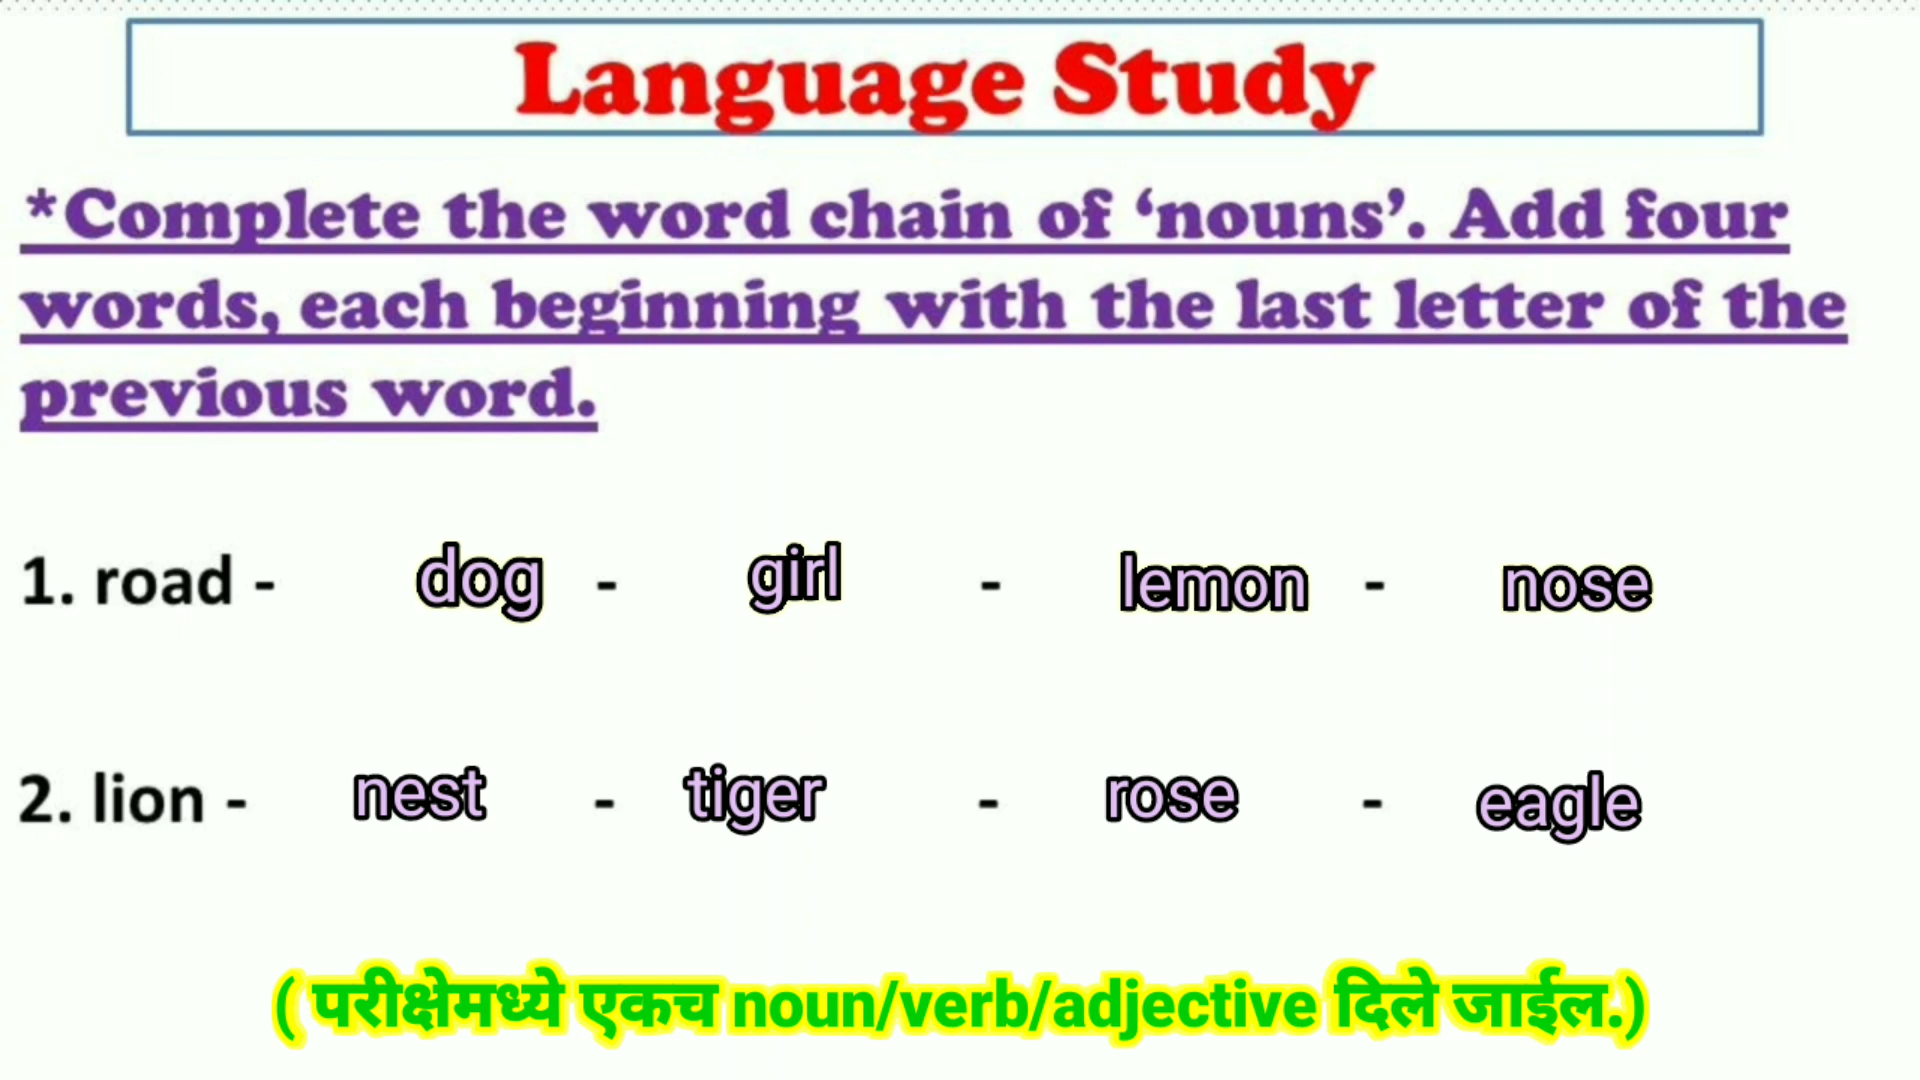 Language Study
*Complete the word chain of ‘nouns’. Add four
words, each beginning with the last letter of the
previous word.
1. road - dog - girl - lemon - nose
2. lion - nest - tiger - rose - eagle
( परीक्षेमध्ये एकच noun/verb/adjective दिले जाईल.)